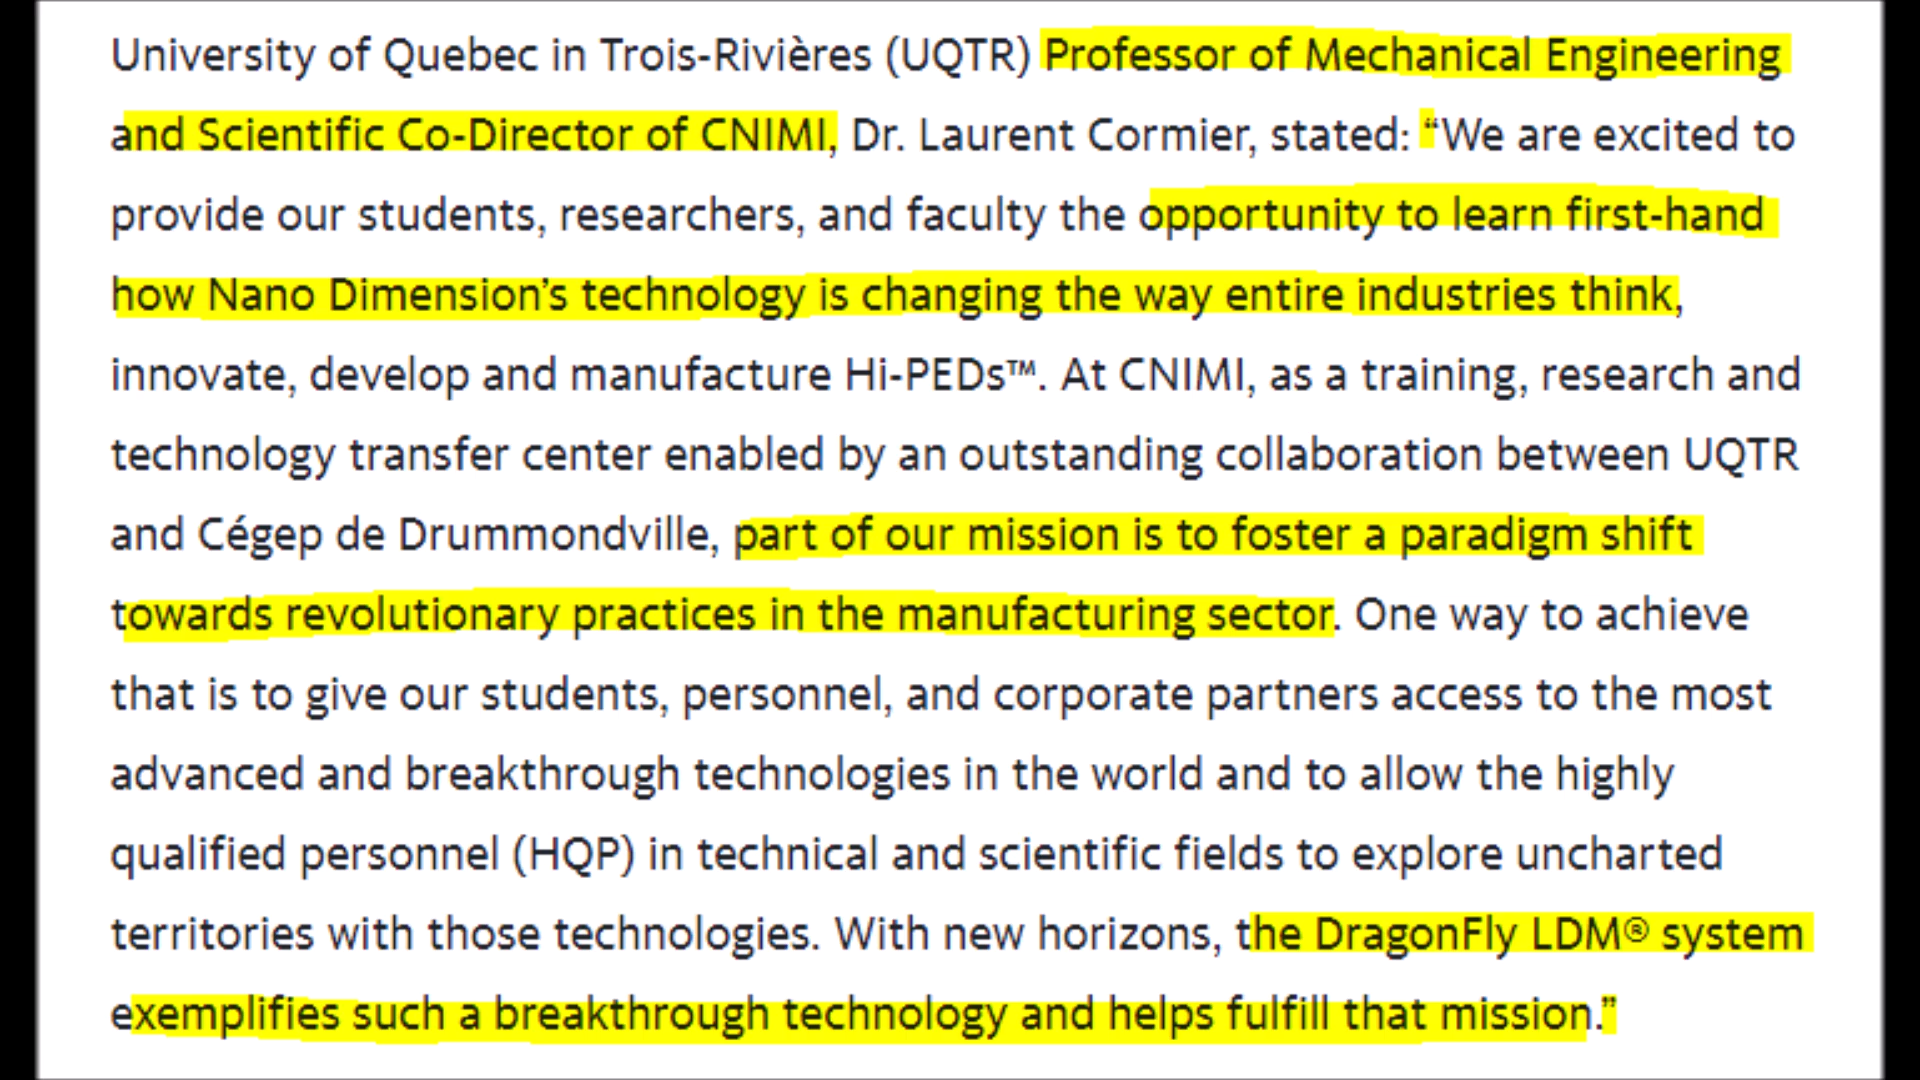 University of Quebec in Trois-Rivières (UQTR) Professor of Mechanical Engineering
and Scientific Co-Director of CNIMI, Dr. Laurent Cormier, stated: “We are excited to
provide our students, researchers, and faculty the opportunity to learn first-hand
how Nano Dimension’s technology is changing the way entire industries think,
innovate, develop and manufacture Hi-PEDs™. At CNIMI, as a training, research and
technology transfer center enabled by an outstanding collaboration between UQTR
and Cégep de Drummondville, part of our mission is to foster a paradigm shift
towards revolutionary practices in the manufacturing sector. One way to achieve
that is to give our students, personnel, and corporate partners access to the most
advanced and breakthrough technologies in the world and to allow the highly
qualified personnel (HQP) in technical and scientific fields to explore uncharted
territories with those technologies. With new horizons, the DragonFly LDM® system
exemplifies such a breakthrough technology and helps fulfill that mission.”